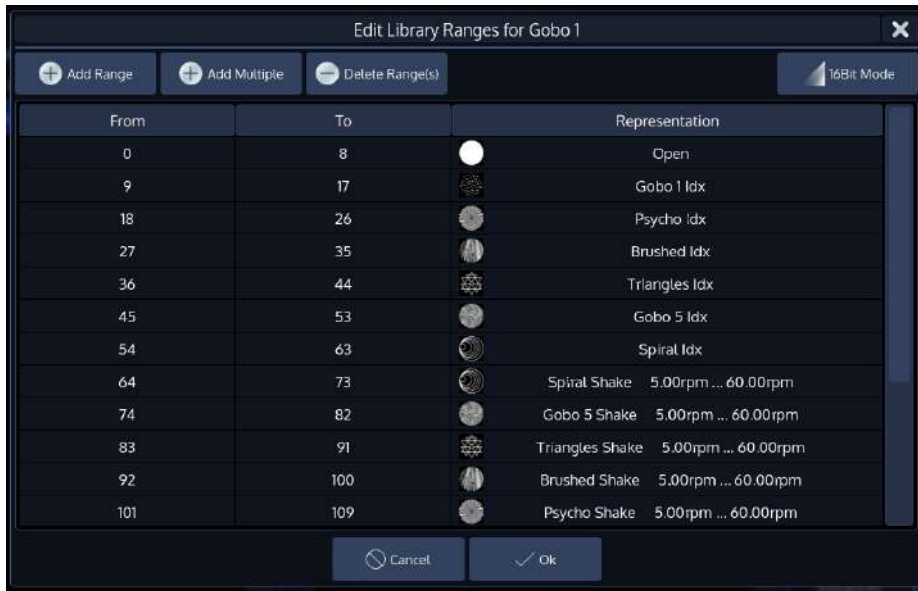 Edit Library Ranges for Gobo 1
Add Range Add Multiple Delete Range(s) 16Bit Mode
From To Representation
0 8 Open
9 17 Gobo 1 Idx
18 26 Psycho Idx
27 35 Brushed Idx
36 44 Triangles Idx
45 53 Gobo 5 Idx
54 63 Spiral Idx
64 73 Spiral Shake 5.00rpm ... 60.00rpm
74 82 Gobo 5 Shake 5.00rpm ... 60.00rpm
83 91 Triangles Shake 5.00rpm ... 60.00rpm
92 100 Brushed Shake 5.00rpm ... 60.00rpm
101 109 Psycho Shake 5.00rpm ... 60.00rpm
Cancel Ok